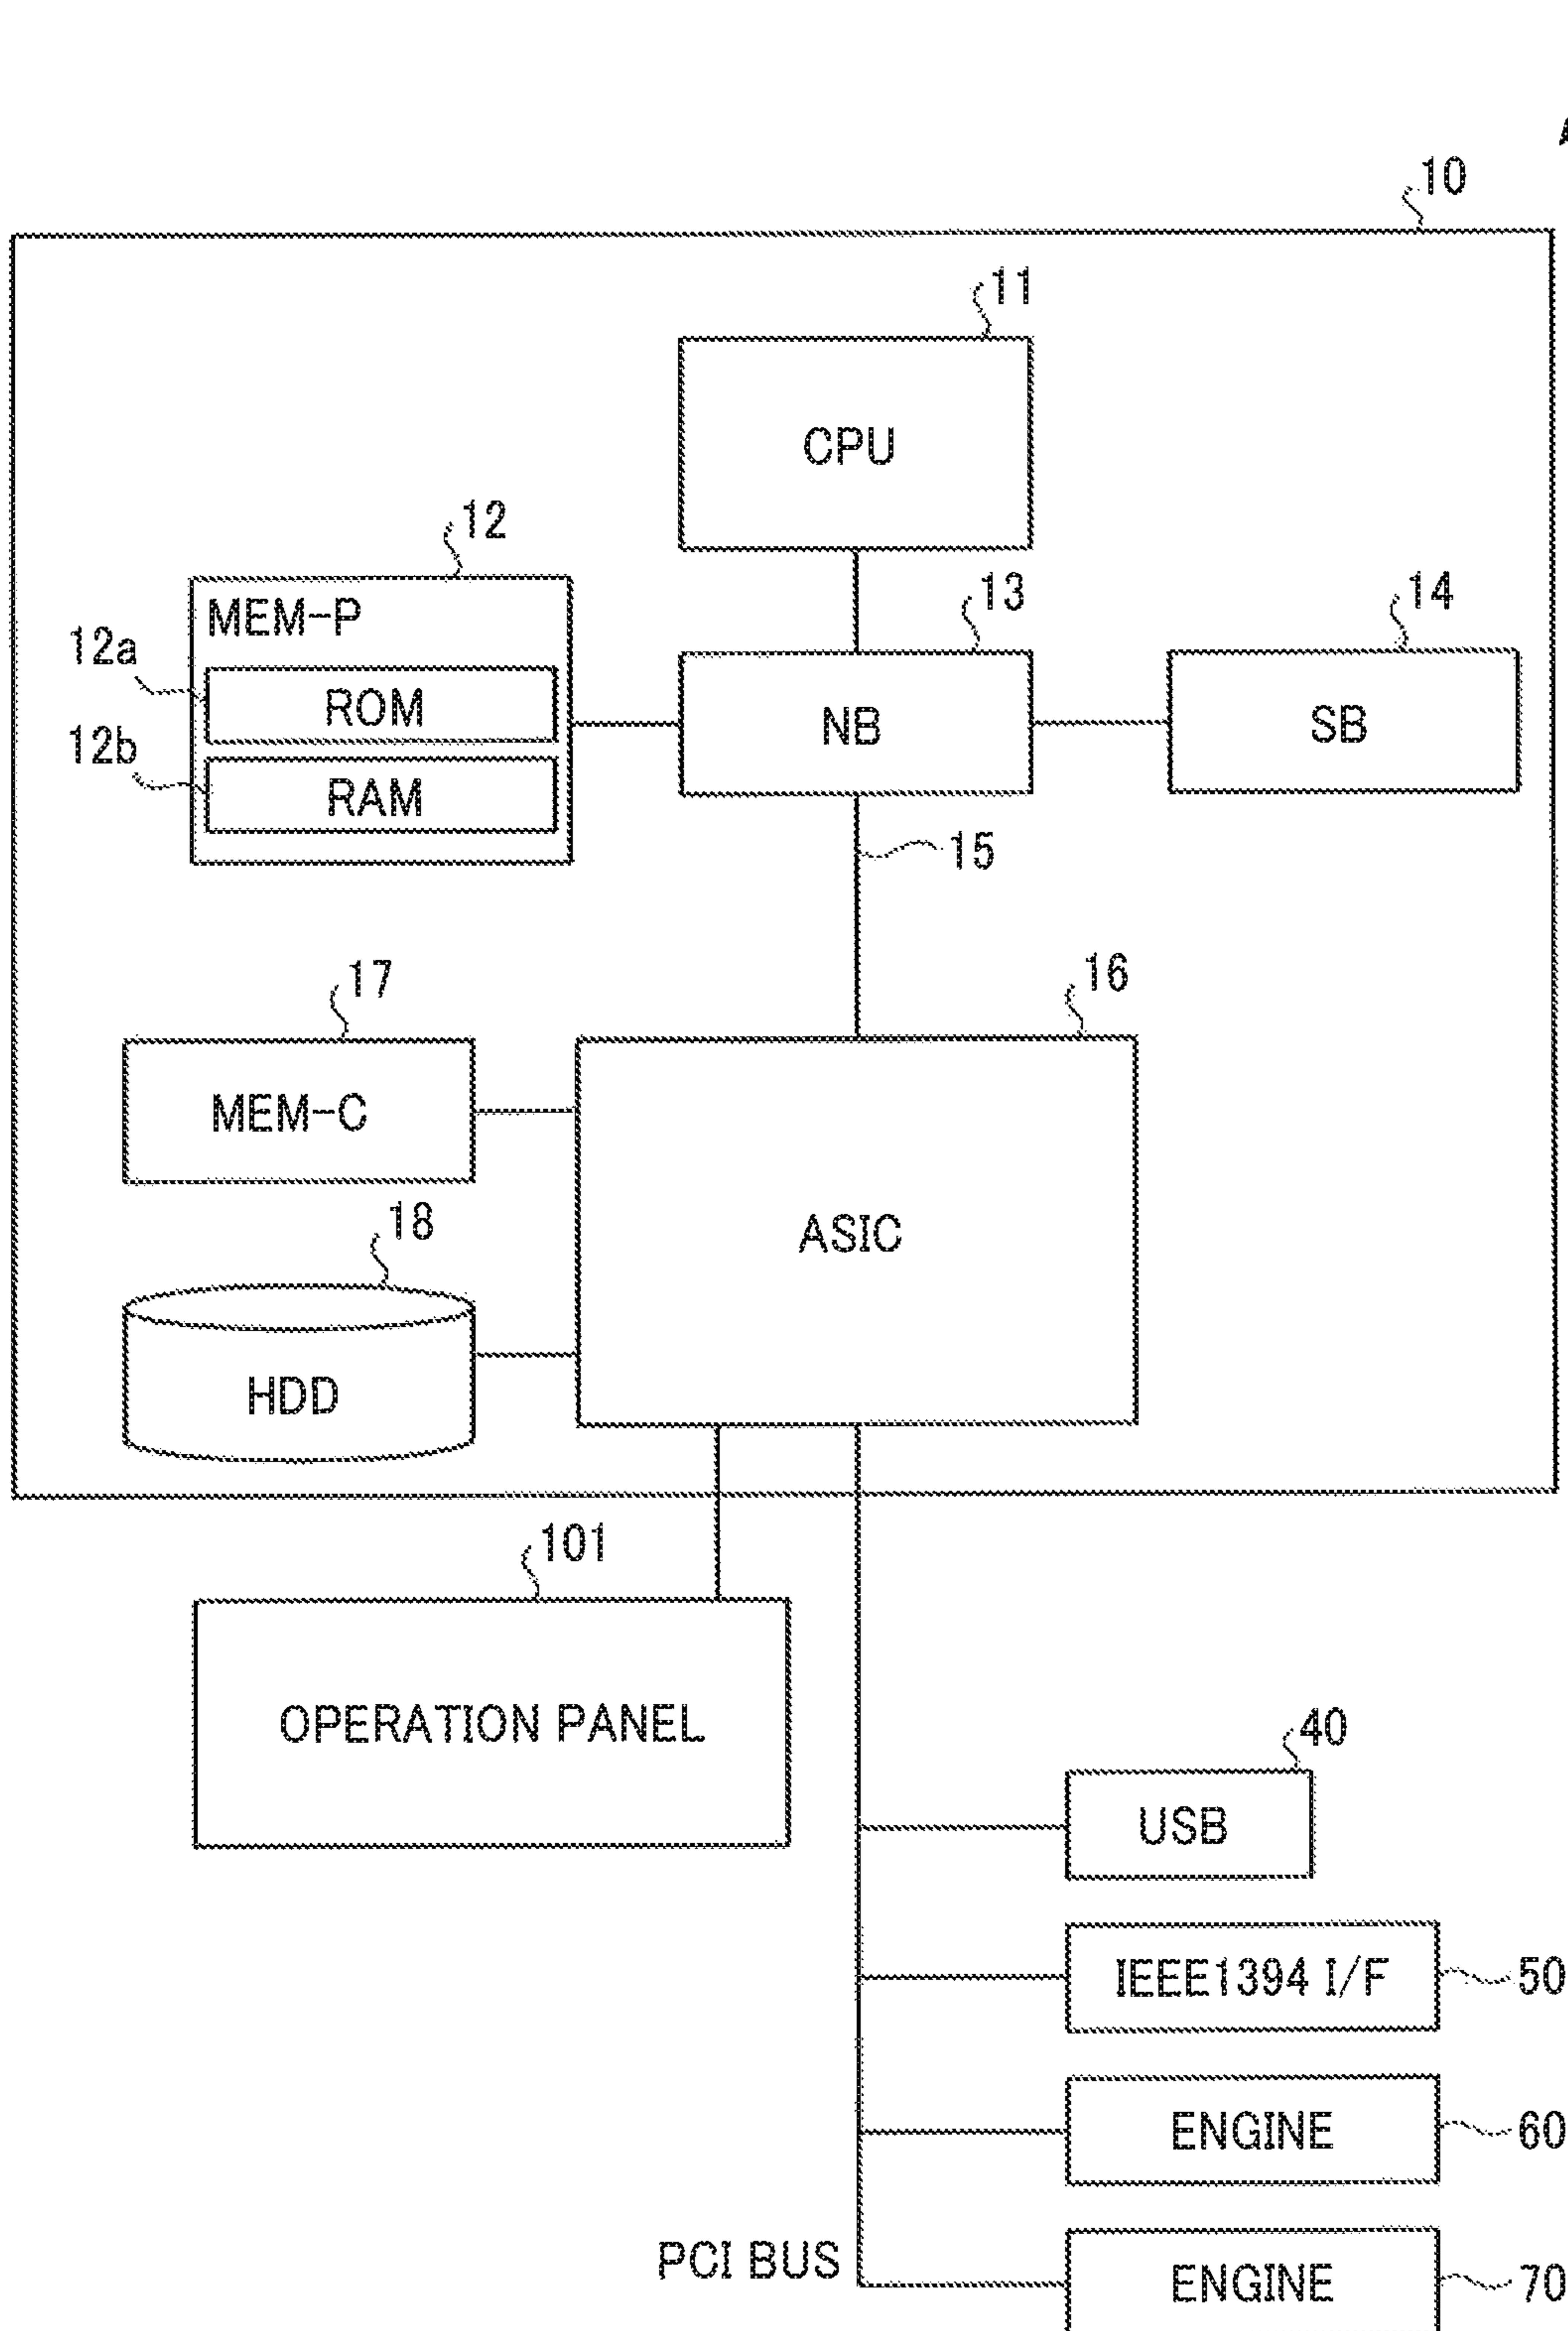 10
11
CPU
12
MEM-P
12a
ROM
12b
RAM
13
NB
14
SB
15
17
MEM-C
16
ASIC
18
HDD
101
OPERATION PANEL
40
USB
IEEE1394 I/F
50
ENGINE
60
PCI BUS
ENGINE
70